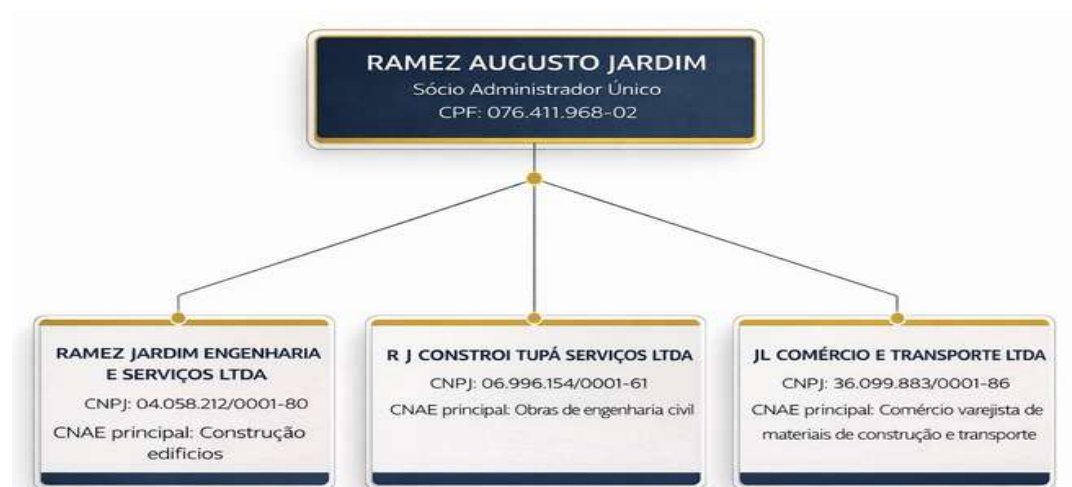 RAMEZ AUGUSTO JARDIM
Sócio Administrador Único
CPF: 076.411.968-02
RAMEZ JARDIM ENGENHARIA
E SERVIÇOS LTDA
CNPJ: 04.058.212/0001-80
CNAE principal: Construção
edificios
R J CONSTROI TUPÁ SERVIÇOS LTDA
CNPJ: 06.996.154/0001-61
CNAE principal: Obras de engenharia civil
JL COMÉRCIO E TRANSPORTE LTDA
CNPJ: 36.099.883/0001-86
CNAE principal: Comércio varejista de
materiais de construção e transporte